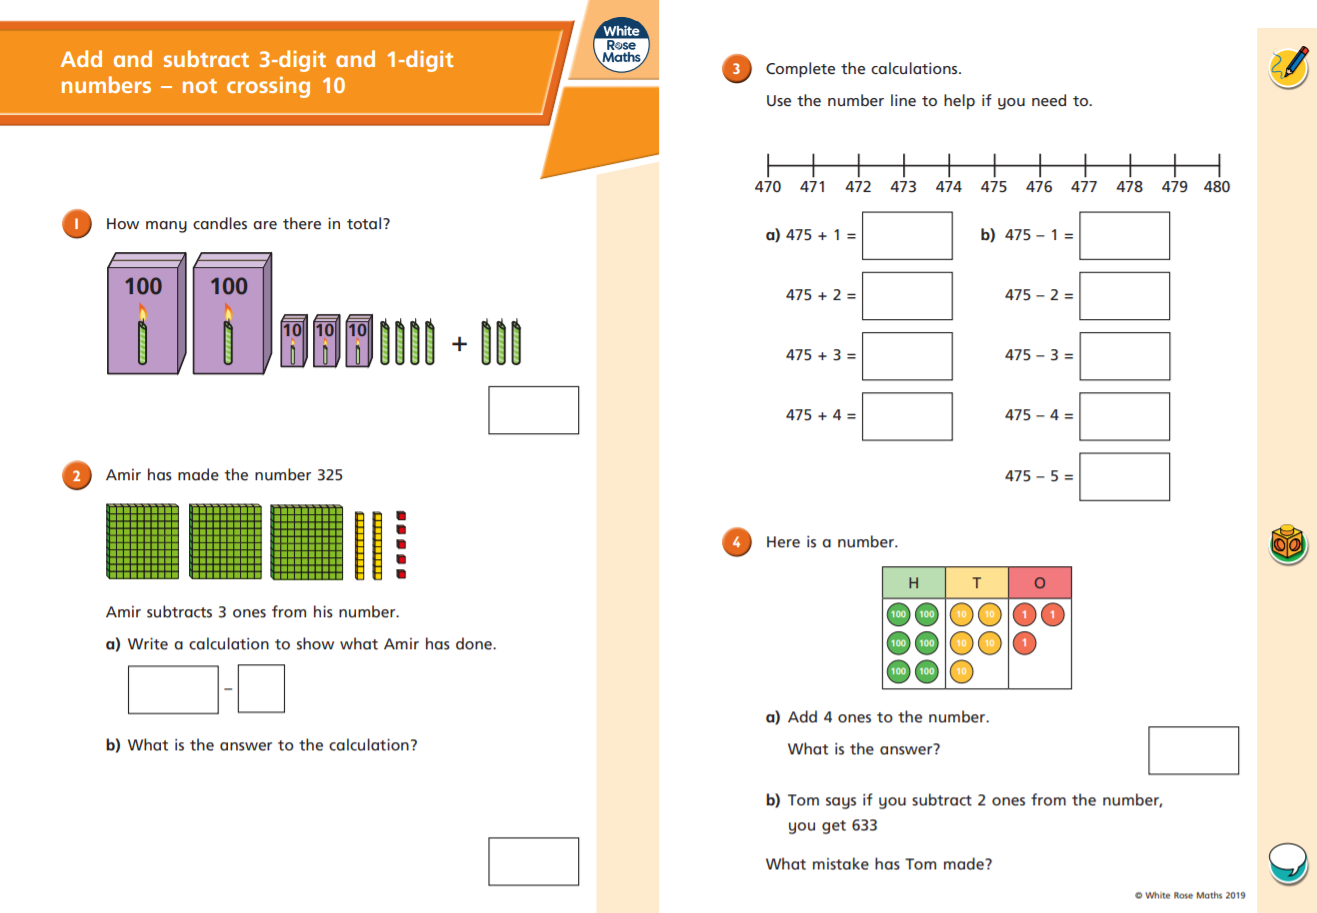 Add and subtract 3-digit and 1-digit
numbers – not crossing 10
White
Rose
Maths
1 How many candles are there in total?
100 100
10 10 10
+
2 Amir has made the number 325
Amir subtracts 3 ones from his number.
a) Write a calculation to show what Amir has done.
–
b) What is the answer to the calculation?
3 Complete the calculations.
Use the number line to help if you need to.
470 471 472 473 474 475 476 477 478 479 480
a) 475 + 1 = b) 475 – 1 =
475 + 2 = 475 – 2 =
475 + 3 = 475 – 3 =
475 + 4 = 475 – 4 =
475 – 5 =
4 Here is a number.
H T O
100 100 10 10 1 1
100 100 10 10 1
100 100 10
a) Add 4 ones to the number.
What is the answer?
b) Tom says if you subtract 2 ones from the number,
you get 633
What mistake has Tom made?
© White Rose Maths 2019